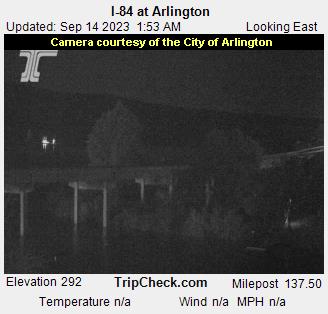 I-84 at Arlington
Updated: Sep 14 2023 1:53 AM Looking East
Camera courtesy of the City of Arlington
Elevation 292 TripCheck.com Milepost 137.50
Temperature n/a Wind n/a MPH n/a